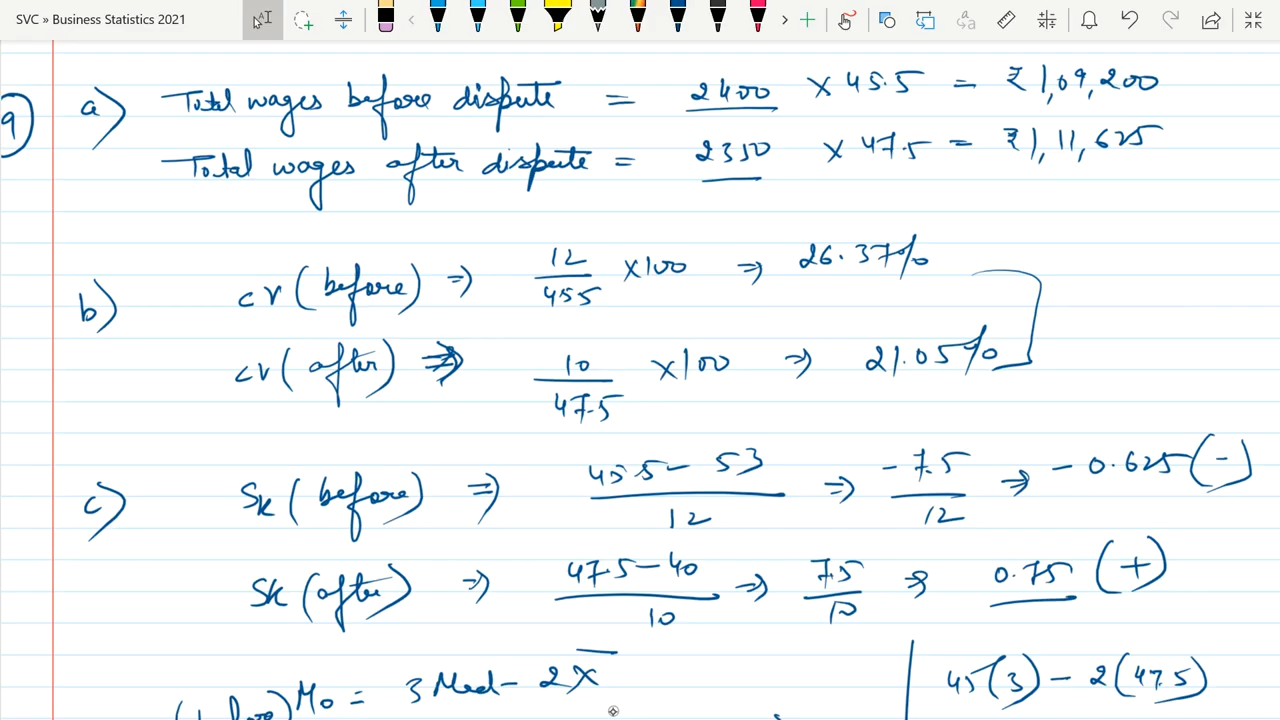 SVC » Business Statistics 2021
9) a) Total wages before dispute = 2400 × 45.5 = ₹1,09,200
Total wages after dispute = 2350 × 47.5 = ₹1,11,625
b) CV (before) ⇒ 12/45.5 ×100 ⇒ 26.37%
CV (after) ⇒ 10/47.5 ×100 ⇒ 21.05%
c) Sk (before) ⇒ 45.5 - 53/12 ⇒ -7.5/12 ⇒ -0.625 (-)
Sk (after) ⇒ 47.5 - 40/10 ⇒ 7.5/10 ⇒ 0.75 (+)
Mo = 3 Med - 2X̄
45(3) - 2(47.5)